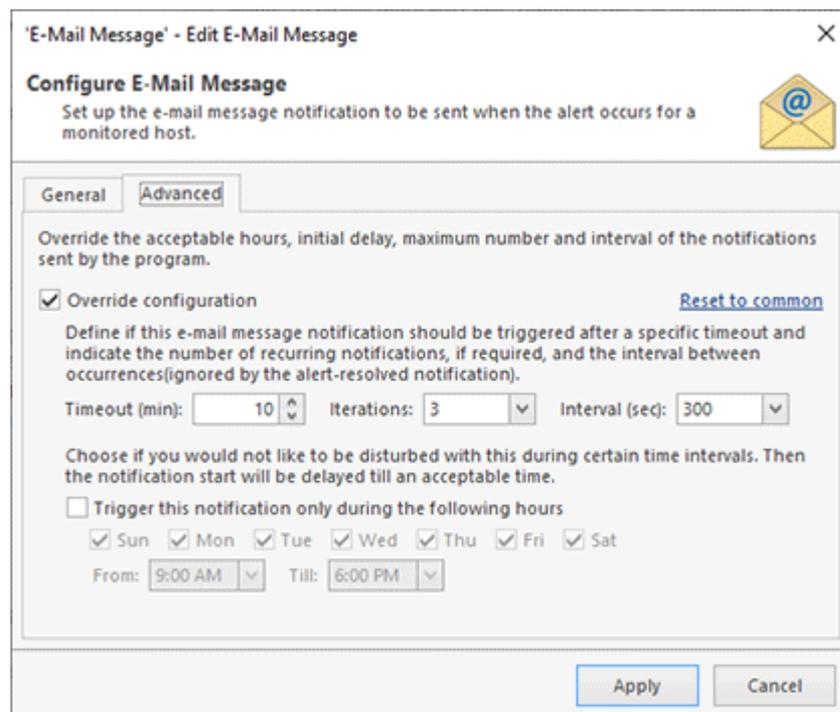 'E-Mail Message' - Edit E-Mail Message
Configure E-Mail Message
Set up the e-mail message notification to be sent when the alert occurs for a
monitored host.
@
General
Advanced
Override the acceptable hours, initial delay, maximum number and interval of the notifications
sent by the program.
Override configuration
Reset to common
Define if this e-mail message notification should be triggered after a specific timeout and
indicate the number of recurring notifications, if required, and the interval between
occurrences(ignored by the alert-resolved notification).
Timeout (min): 10 Iterations: 3 Interval (sec): 300
Choose if you would not like to be disturbed with this during certain time intervals. Then
the notification start will be delayed till an acceptable time.
Trigger this notification only during the following hours
Sun Mon Tue Wed Thu Fri Sat
From: 9:00 AM Till: 6:00 PM
Apply Cancel